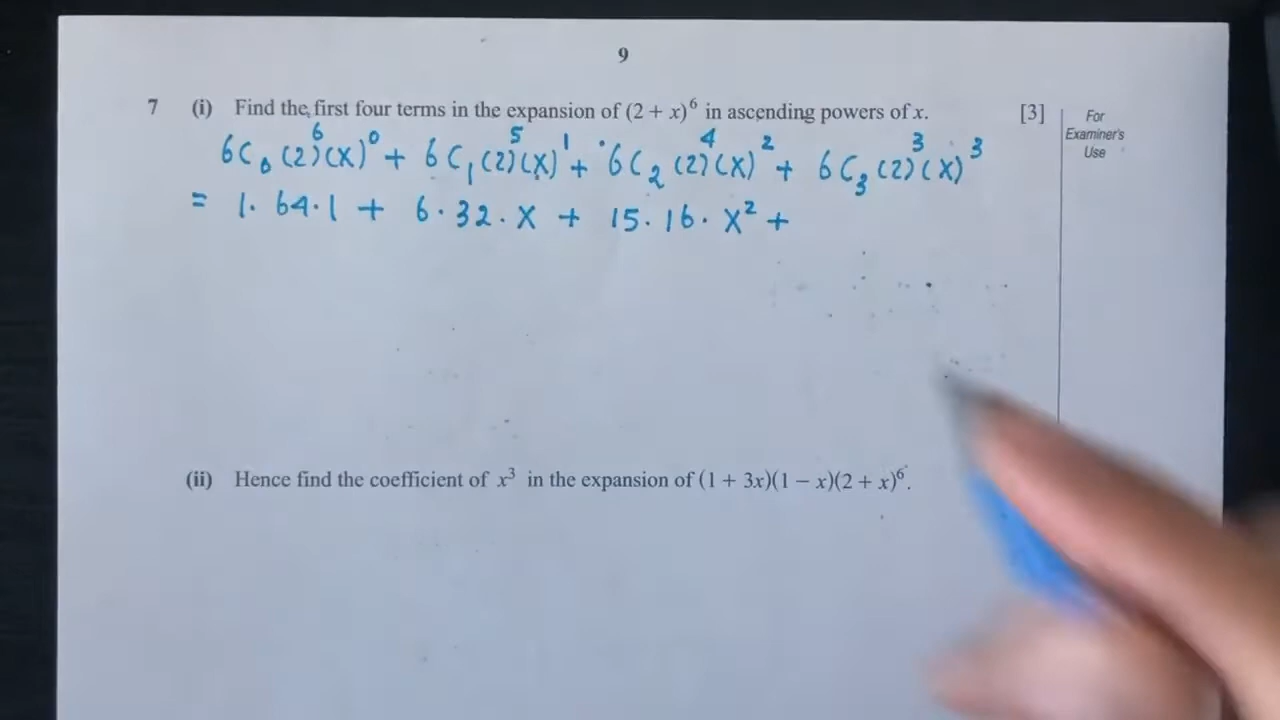 9
7 (i) Find the first four terms in the expansion of (2 + x)⁶ in ascending powers of x. [3]
For
Examiner's
Use
6C₀(2)⁶(x)⁰ + 6C₁(2)⁵(x)¹ + 6C₂(2)⁴(x)² + 6C₃(2)³(x)³
= 1·64·1 + 6·32·x + 15·16·x² +
(ii) Hence find the coefficient of x³ in the expansion of (1 + 3x)(1 − x)(2 + x)⁶.